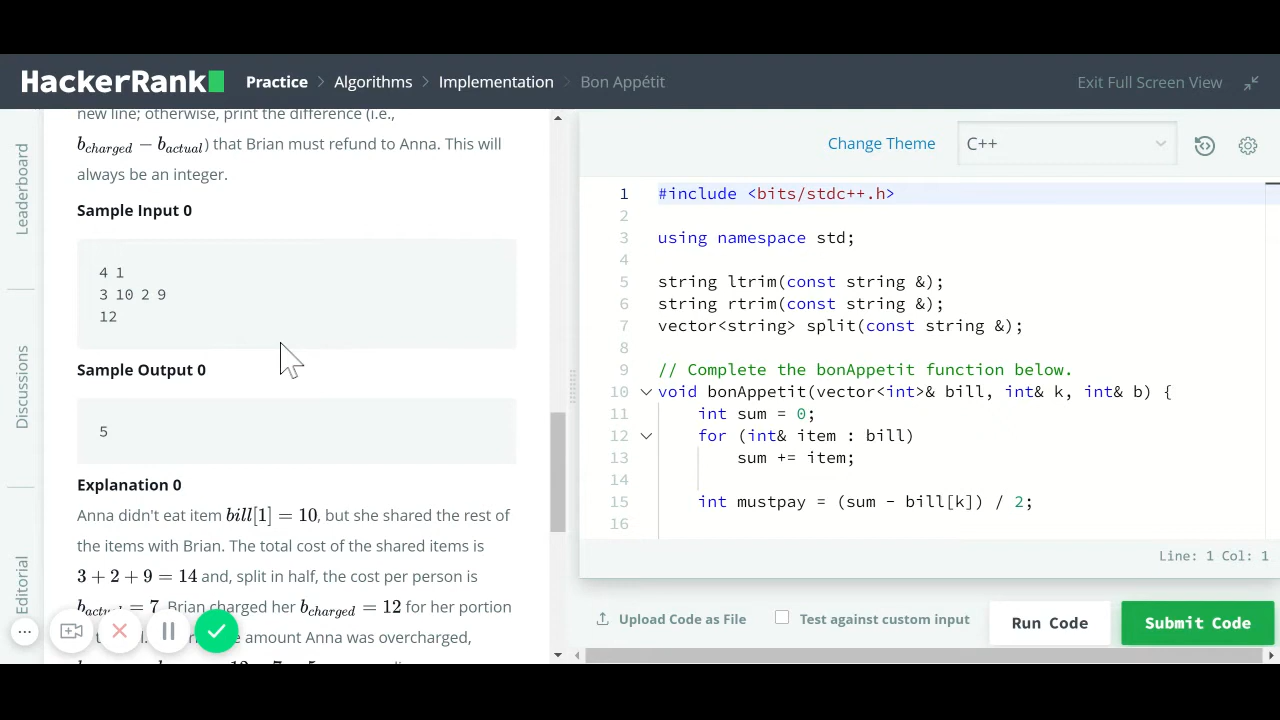 HackerRank
Practice > Algorithms > Implementation > Bon Appétit
Exit Full Screen View
Leaderboard
Discussions
Editorial
new line; otherwise, print the difference (i.e.,
b_charged − b_actual) that Brian must refund to Anna. This will
always be an integer.
Sample Input 0
4 1
3 10 2 9
12
Sample Output 0
5
Explanation 0
Anna didn't eat item bill[1] = 10, but she shared the rest of
the items with Brian. The total cost of the shared items is
3 + 2 + 9 = 14 and, split in half, the cost per person is
= 7. Brian charged her b_charged = 12 for her portion
amount Anna was overcharged,
Change Theme
C++
1 #include <bits/stdc++.h>
2
3 using namespace std;
4
5 string ltrim(const string &);
6 string rtrim(const string &);
7 vector<string> split(const string &);
8
9 // Complete the bonAppetit function below.
10 void bonAppetit(vector<int>& bill, int& k, int& b) {
11 int sum = 0;
12 for (int& item : bill)
13 sum += item;
14
15 int mustpay = (sum - bill[k]) / 2;
16
Line: 1 Col: 1
Upload Code as File
Test against custom input
Run Code
Submit Code